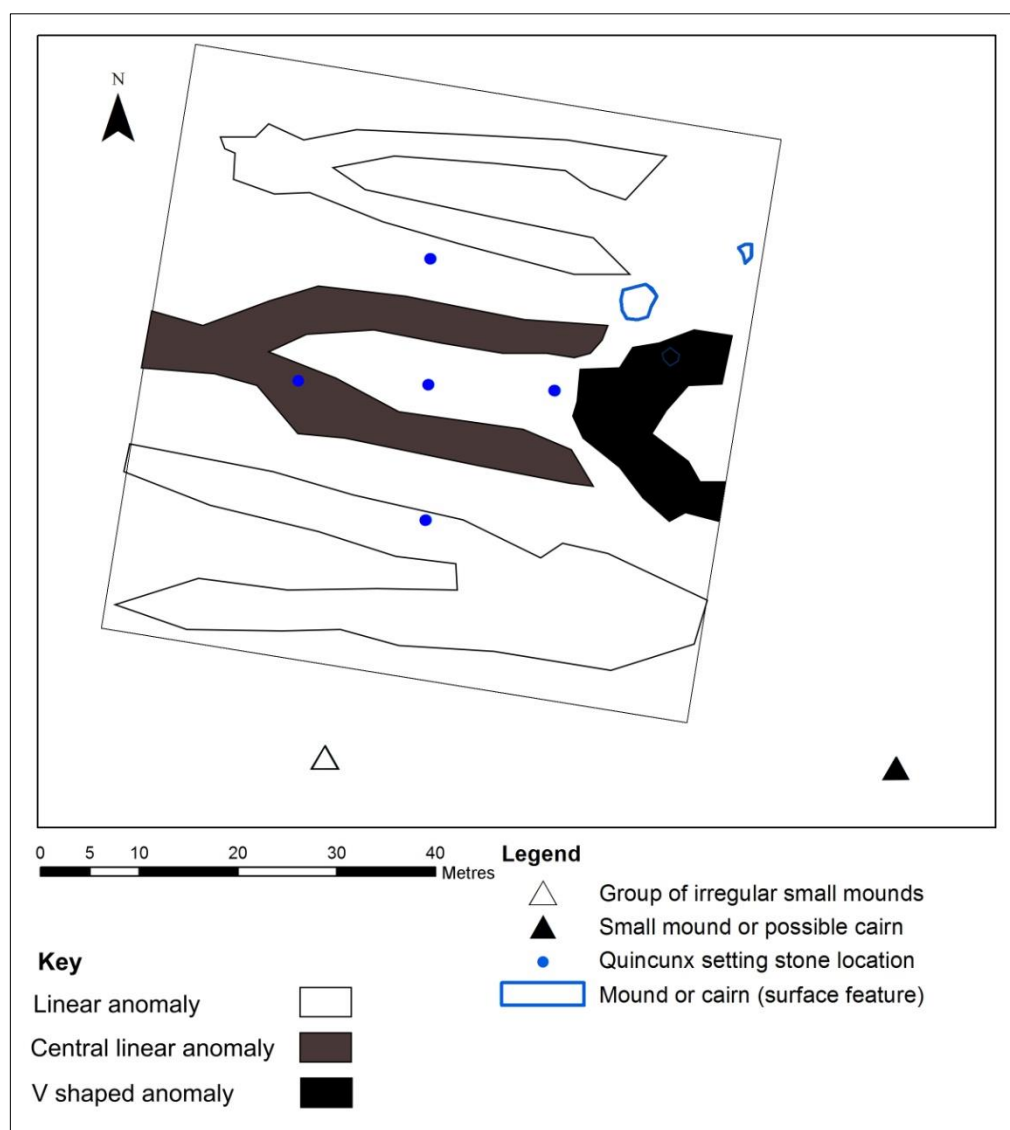 N
0 5 10 20 30 40
Metres
Legend
Group of irregular small mounds
Small mound or possible cairn
Quincunx setting stone location
Mound or cairn (surface feature)
Key
Linear anomaly
Central linear anomaly
V shaped anomaly